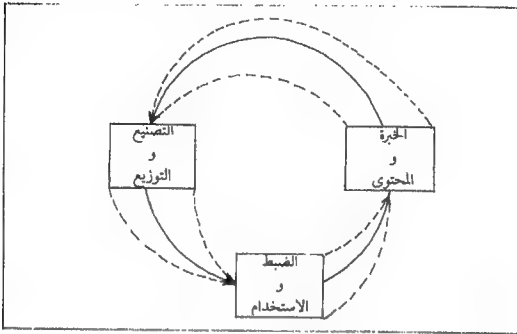 الخبرة
و
المحتوى
التصنيع
و
التوزيع
الضبط
و
الاستخدام